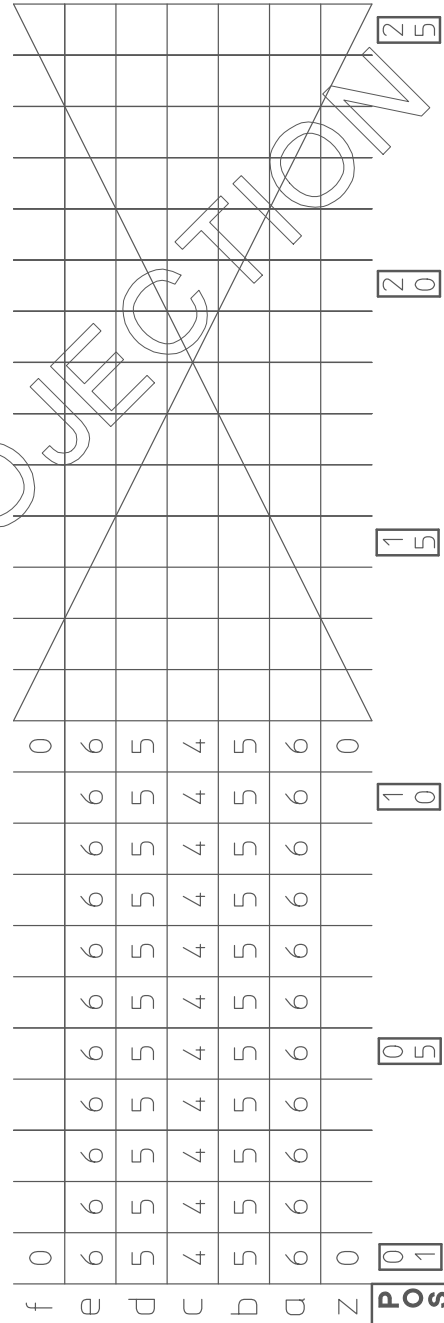 f 0 0
e 6 6 6 6 6 6 6 6 6 6 6
d 5 5 5 5 5 5 5 5 5 5 5
c 4 4 4 4 4 4 4 4 4 4 4
b 5 5 5 5 5 5 5 5 5 5 5
a 6 6 6 6 6 6 6 6 6 6 6
z 0 0
POS 01 05 10 15 20 25
OJECTION